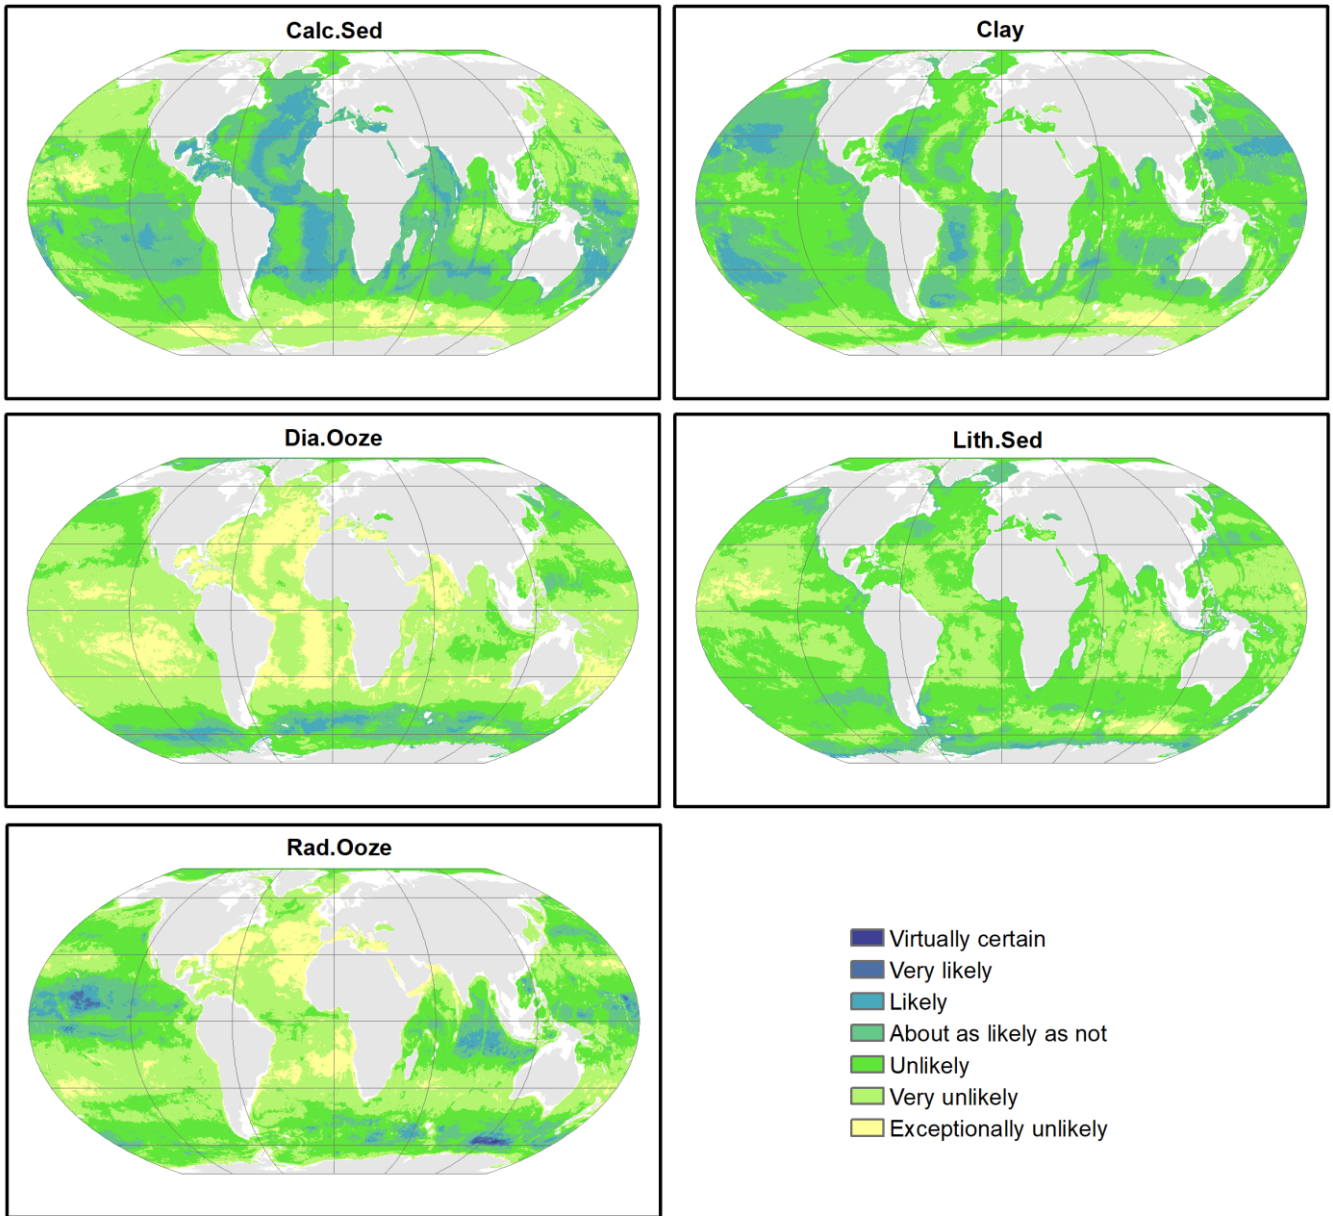 Calc.Sed
Clay
Dia.Ooze
Lith.Sed
Rad.Ooze
Virtually certain
Very likely
Likely
About as likely as not
Unlikely
Very unlikely
Exceptionally unlikely